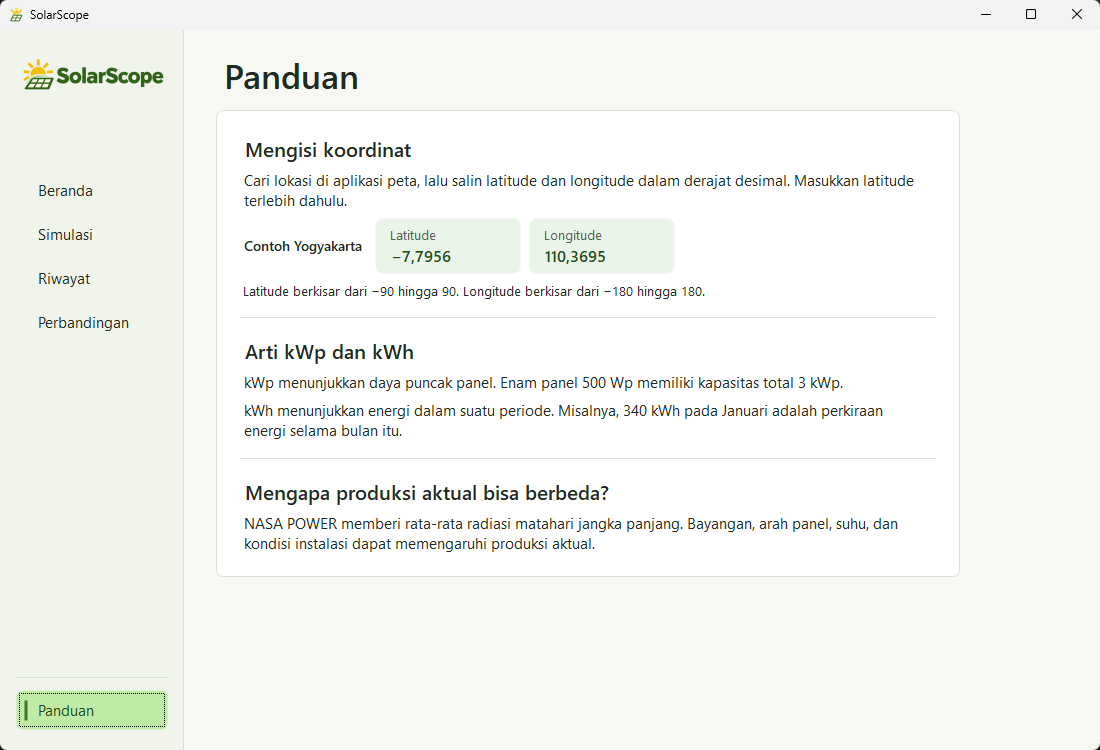 SolarScope
SolarScope
Beranda
Simulasi
Riwayat
Perbandingan
Panduan
Panduan
Mengisi koordinat
Cari lokasi di aplikasi peta, lalu salin latitude dan longitude dalam derajat desimal. Masukkan latitude
terlebih dahulu.
Contoh Yogyakarta
Latitude
−7,7956
Longitude
110,3695
Latitude berkisar dari −90 hingga 90. Longitude berkisar dari −180 hingga 180.
Arti kWp dan kWh
kWp menunjukkan daya puncak panel. Enam panel 500 Wp memiliki kapasitas total 3 kWp.
kWh menunjukkan energi dalam suatu periode. Misalnya, 340 kWh pada Januari adalah perkiraan
energi selama bulan itu.
Mengapa produksi aktual bisa berbeda?
NASA POWER memberi rata-rata radiasi matahari jangka panjang. Bayangan, arah panel, suhu, dan
kondisi instalasi dapat memengaruhi produksi aktual.